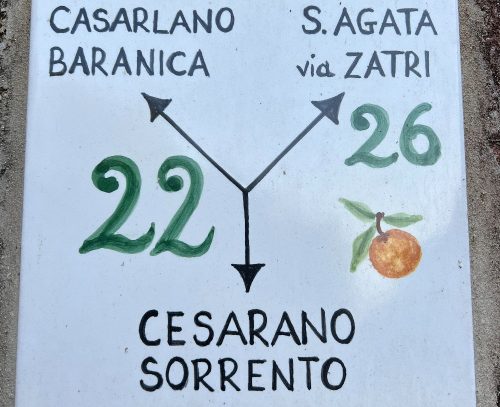 CASARLANO
BARANICA
S.AGATA
via ZATRI
22
26
CESARANO
SORRENTO